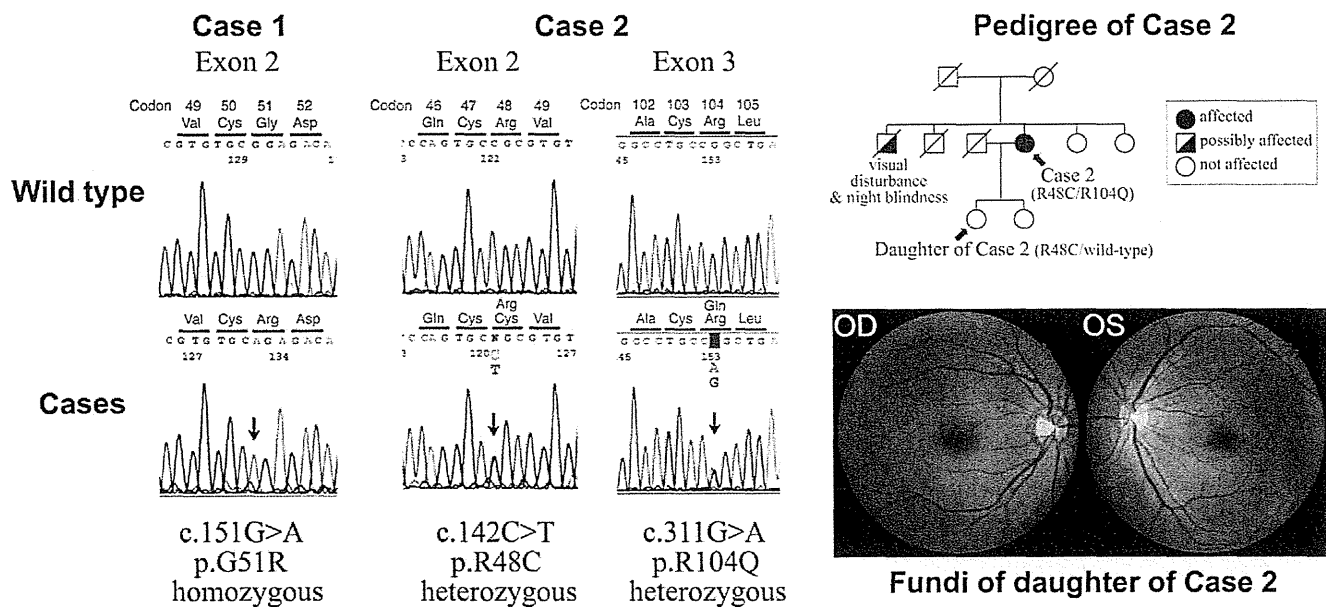 Case 1
Exon 2
Codon 49 50 51 52
Val Cys Gly Asp
C G T G T G C G G A G A C A
129
Case 2
Exon 2
Codon 46 47 48 49
Gln Cys Arg Val
C C A G T G C C G C G T G T
3 122
Exon 3
Codon 102 103 104 105
Ala Cys Arg Leu
G G C C T G C C G G C T G A
45 153
Wild type
Val Cys Arg Asp
C G T G T G C A G A G A C A
127 134
Arg
Gln Cys Cys Val
C C A G T G C N C G T G T
3 120 127
C
T
Gln
Ala Cys Arg Leu
G G C C T G C G G C T G A
45 153
A
G
Cases
c.151G>A
p.G51R
homozygous
c.142C>T
p.R48C
heterozygous
c.311G>A
p.R104Q
heterozygous
Pedigree of Case 2
affected
possibly affected
not affected
visual
disturbance
& night blindness
Case 2
(R48C/R104Q)
Daughter of Case 2 (R48C/wild-type)
OD
OS
Fundi of daughter of Case 2